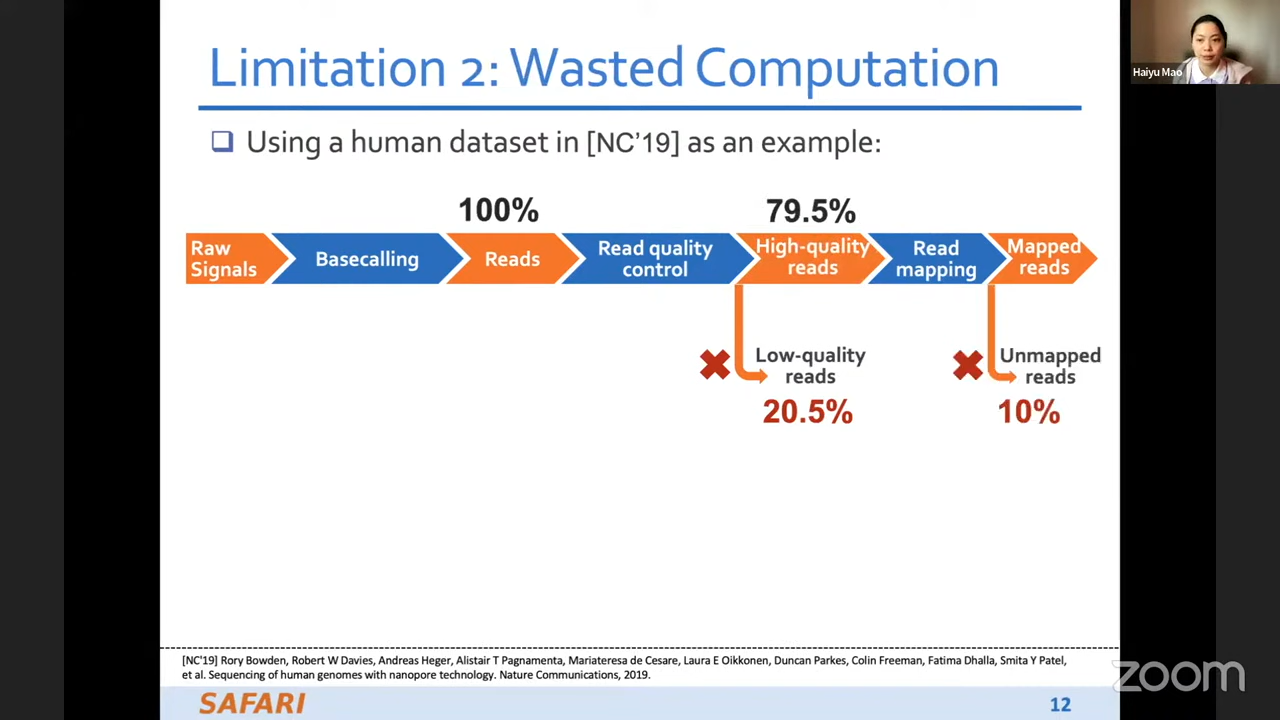 Limitation 2: Wasted Computation
Haiyu Mao
Using a human dataset in [NC’19] as an example:
100%
79.5%
Raw
Signals
Basecalling
Reads
Read quality
control
High-quality
reads
Read
mapping
Mapped
reads
Low-quality
reads
20.5%
Unmapped
reads
10%
[NC'19] Rory Bowden, Robert W Davies, Andreas Heger, Alistair T Pagnamenta, Mariateresa de Cesare, Laura E Oikkonen, Duncan Parkes, Colin Freeman, Fatima Dhalla, Smita Y Patel,
et al. Sequencing of human genomes with nanopore technology. Nature Communications, 2019.
SAFARI
12
zoom